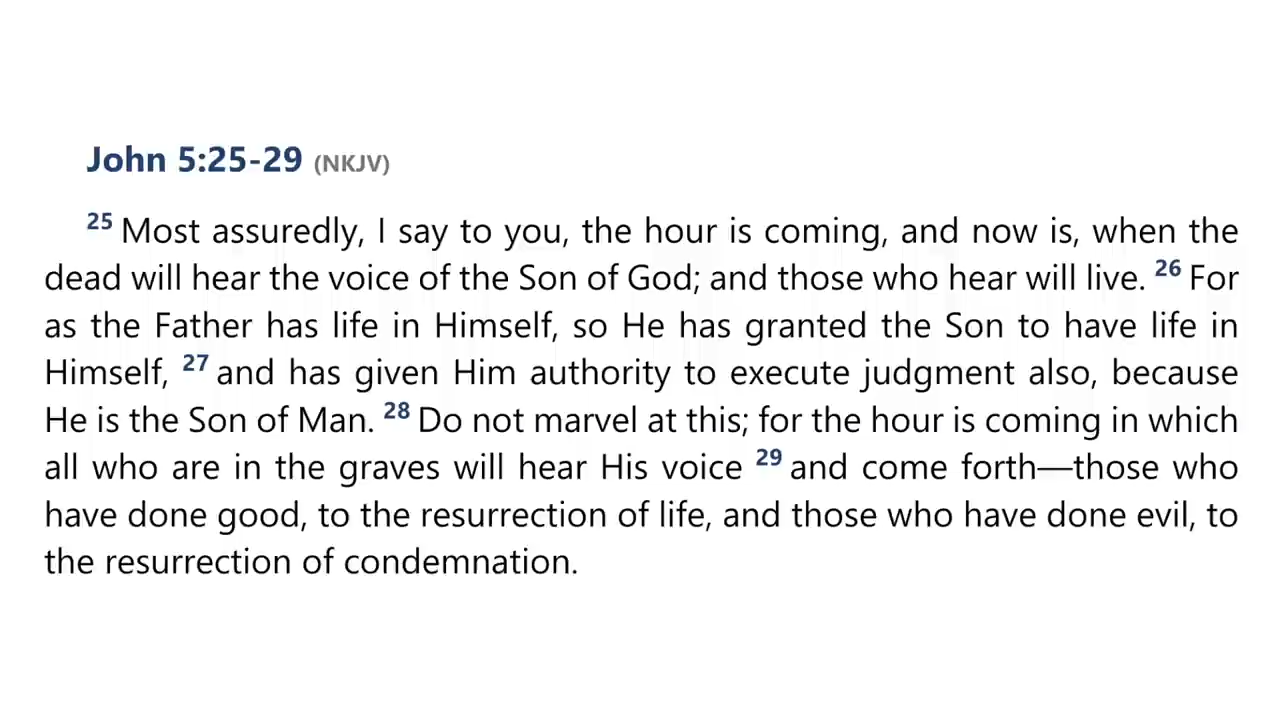 John 5:25-29 (NKJV)
25 Most assuredly, I say to you, the hour is coming, and now is, when the
dead will hear the voice of the Son of God; and those who hear will live. 26 For
as the Father has life in Himself, so He has granted the Son to have life in
Himself, 27 and has given Him authority to execute judgment also, because
He is the Son of Man. 28 Do not marvel at this; for the hour is coming in which
all who are in the graves will hear His voice 29 and come forth—those who
have done good, to the resurrection of life, and those who have done evil, to
the resurrection of condemnation.